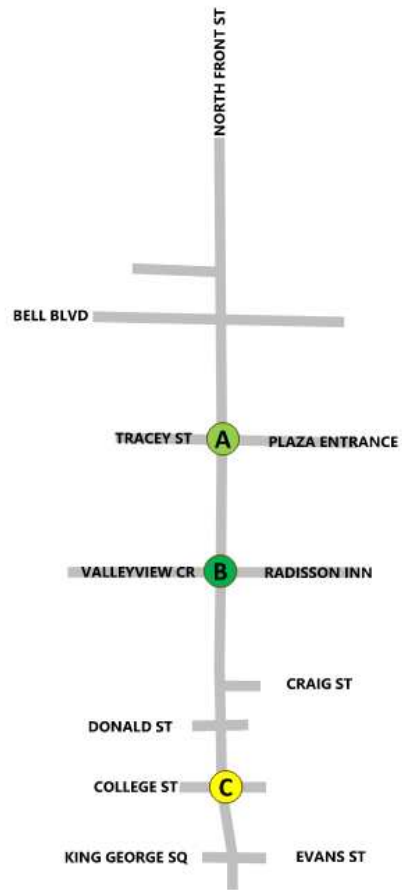 NORTH FRONT ST
BELL BLVD
TRACEY ST
A
PLAZA ENTRANCE
VALLEYVIEW CR
B
RADISSON INN
CRAIG ST
DONALD ST
COLLEGE ST
C
KING GEORGE SQ
EVANS ST